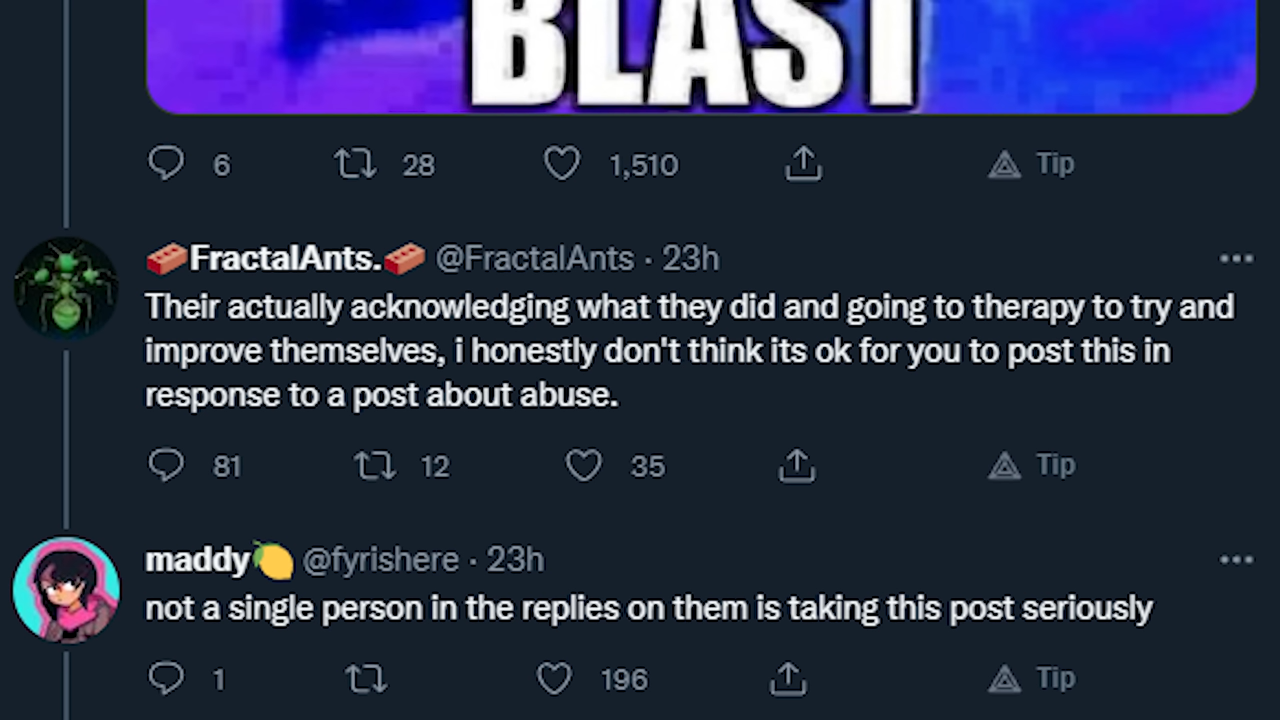 BLAST
6 28 1,510 Tip
🧱FractalAnts.🧱 @FractalAnts · 23h
Their actually acknowledging what they did and going to therapy to try and
improve themselves, i honestly don't think its ok for you to post this in
response to a post about abuse.
81 12 35 Tip
maddy🍋 @fyrishere · 23h
not a single person in the replies on them is taking this post seriously
1 196 Tip